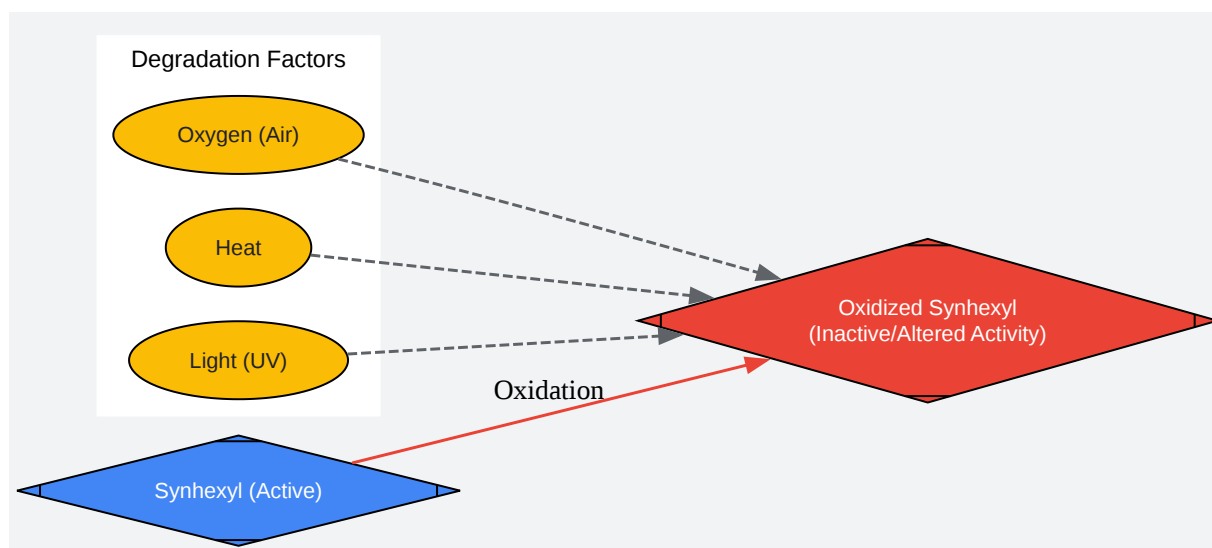 Degradation Factors
Oxygen (Air)
Heat
Light (UV)
Oxidized Synhexyl
(Inactive/Altered Activity)
Oxidation
Synhexyl (Active)